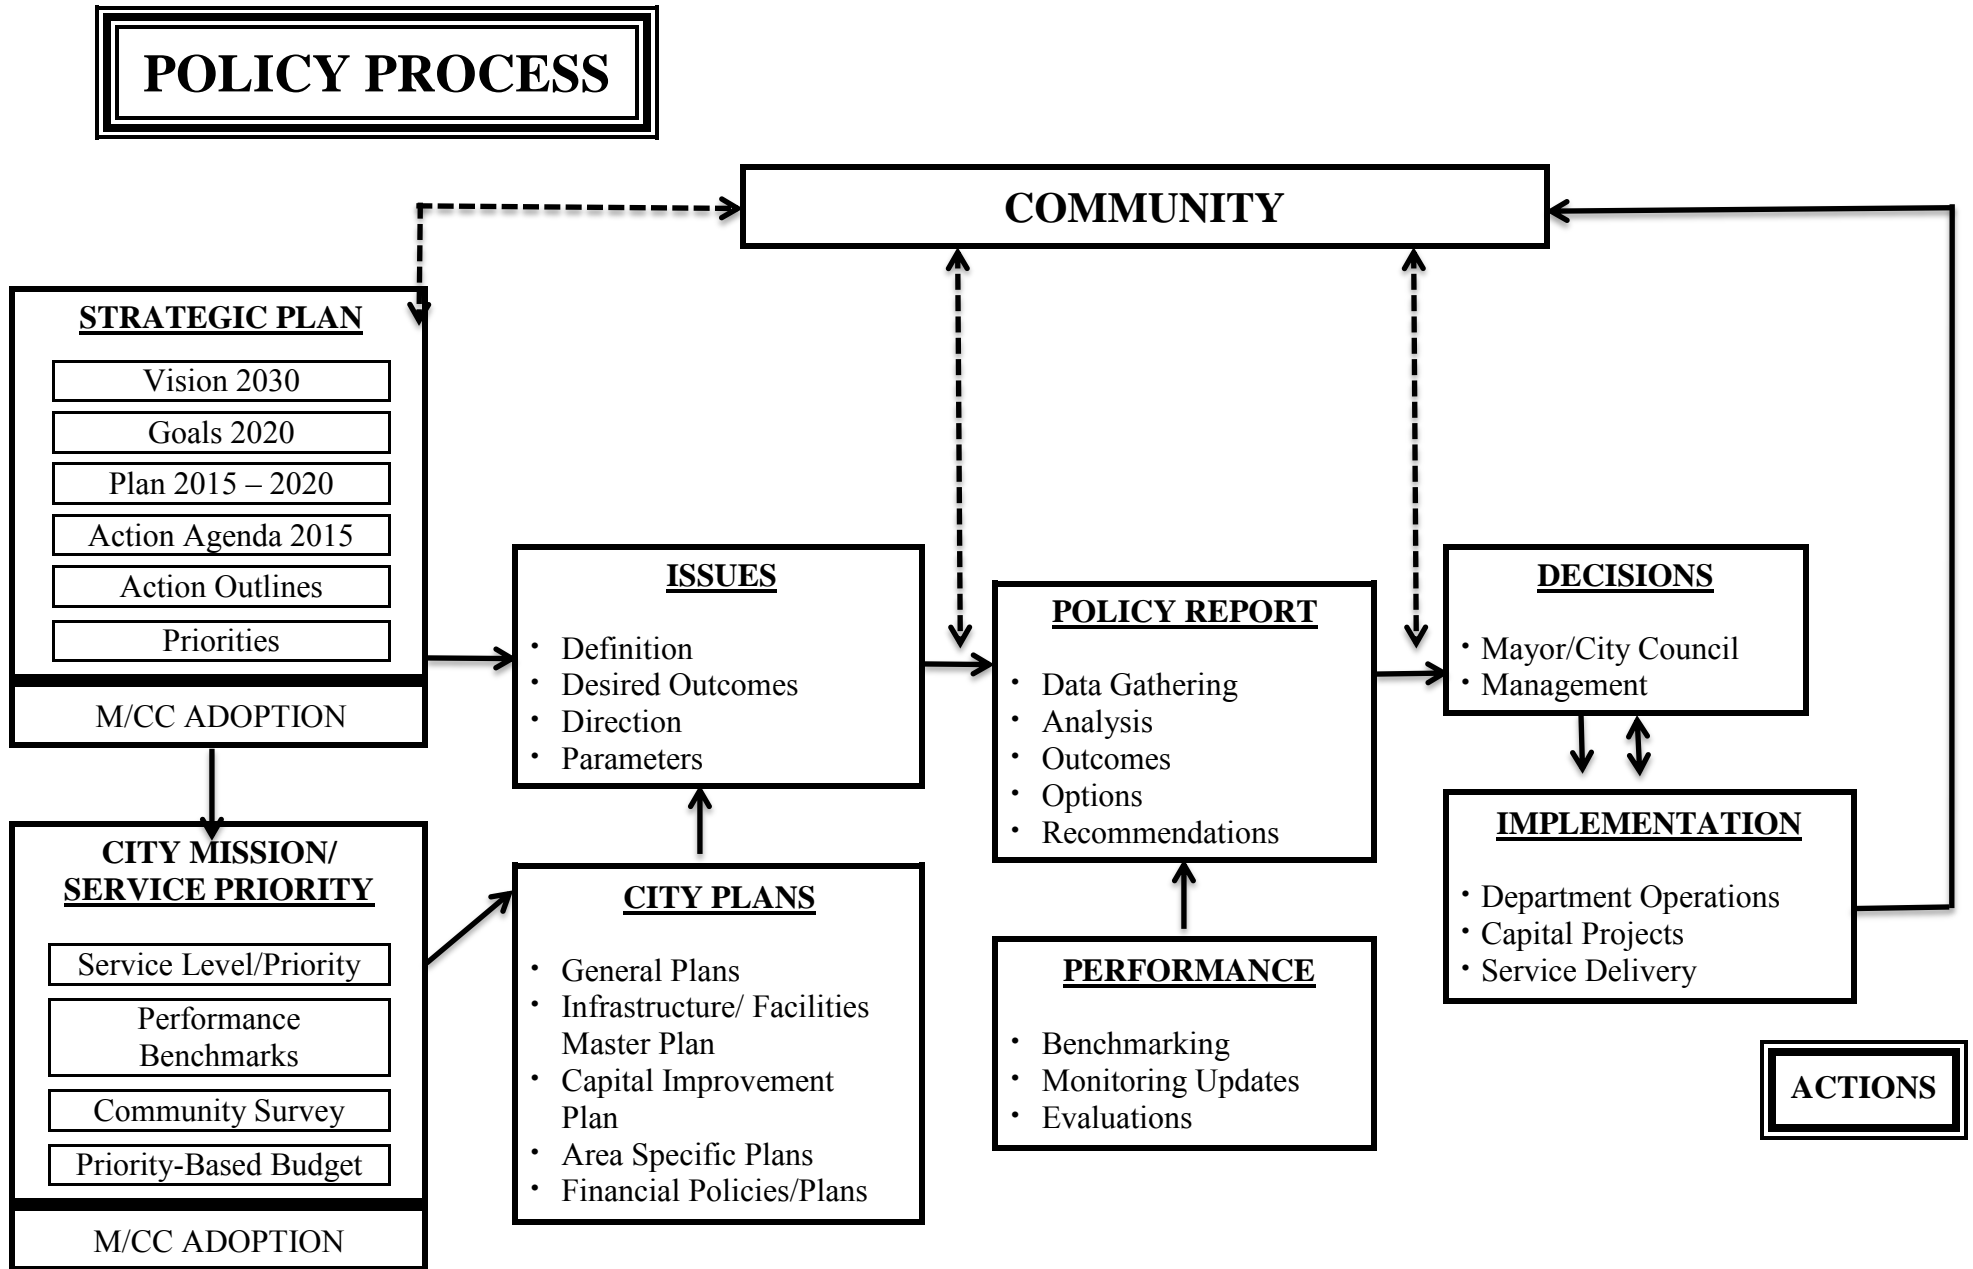 POLICY PROCESS
COMMUNITY
STRATEGIC PLAN
Vision 2030
Goals 2020
Plan 2015 – 2020
Action Agenda 2015
Action Outlines
Priorities
M/CC ADOPTION
CITY MISSION/
SERVICE PRIORITY
Service Level/Priority
Performance
Benchmarks
Community Survey
Priority-Based Budget
M/CC ADOPTION
ISSUES
· Definition
· Desired Outcomes
· Direction
· Parameters
CITY PLANS
· General Plans
· Infrastructure/ Facilities
Master Plan
· Capital Improvement
Plan
· Area Specific Plans
· Financial Policies/Plans
POLICY REPORT
· Data Gathering
· Analysis
· Outcomes
· Options
· Recommendations
PERFORMANCE
· Benchmarking
· Monitoring Updates
· Evaluations
DECISIONS
· Mayor/City Council
· Management
IMPLEMENTATION
· Department Operations
· Capital Projects
· Service Delivery
ACTIONS